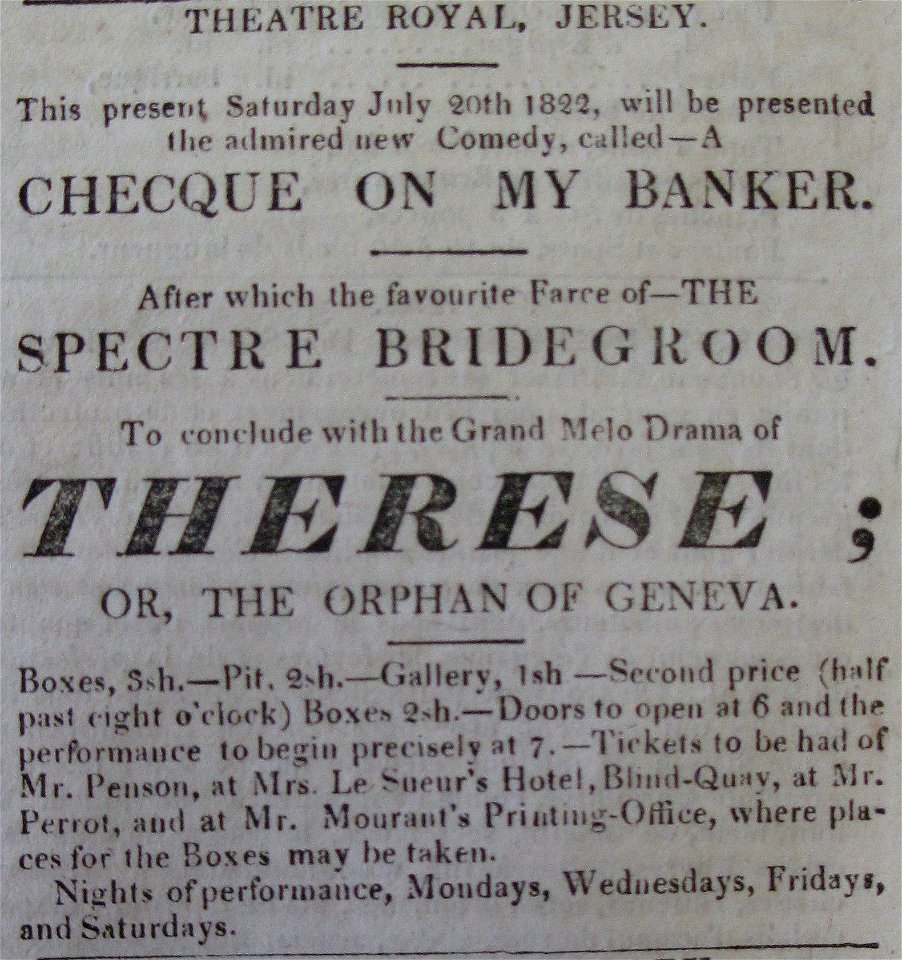 THEATRE ROYAL, JERSEY.
This present Saturday July 20th 1822, will be presented
the admired new Comedy, called—A
CHECQUE ON MY BANKER.
After which the favourite Farce of—THE
SPECTRE BRIDEGROOM.
To conclude with the Grand Melo Drama of
THERESE ;
OR, THE ORPHAN OF GENEVA.
Boxes, 3sh.—Pit. 2sh.—Gallery, 1sh —Second price (half
past eight o'clock) Boxes 2sh.—Doors to open at 6 and the
performance to begin precisely at 7.—Tickets to be had of
Mr. Penson, at Mrs. Le Sueur's Hotel, Blind-Quay, at Mr.
Perrot, and at Mr. Mourant's Printing-Office, where pla-
ces for the Boxes may be taken.
Nights of performance, Mondays, Wednesdays, Fridays,
and Saturdays.